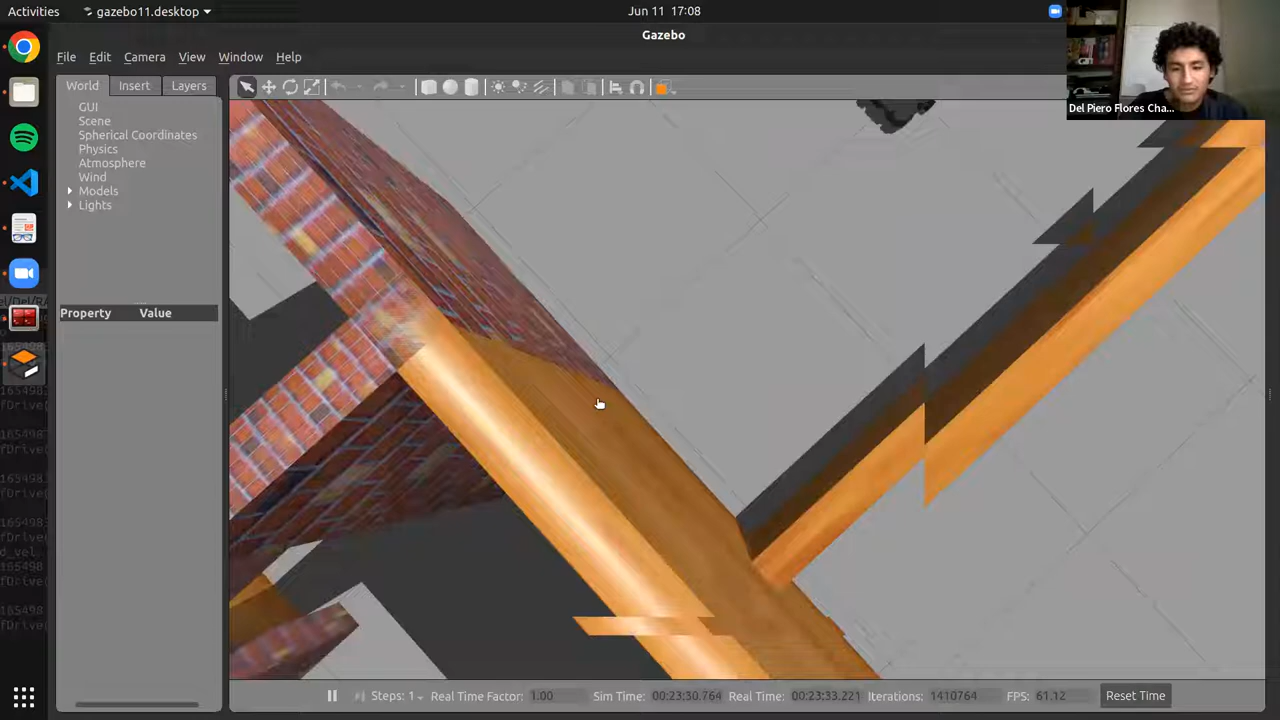 Activities
gazebo11.desktop
Jun 11 17:08
Gazebo
File Edit Camera View Window Help
World Insert Layers
GUI
Scene
Spherical Coordinates
Physics
Atmosphere
Wind
Models
Lights
Property Value
Del Piero Flores Cha...
Steps: 1 Real Time Factor: 1.00 Sim Time: 00:23:30.764 Real Time: 00:23:33.221 Iterations: 1410764 FPS: 61.12 Reset Time